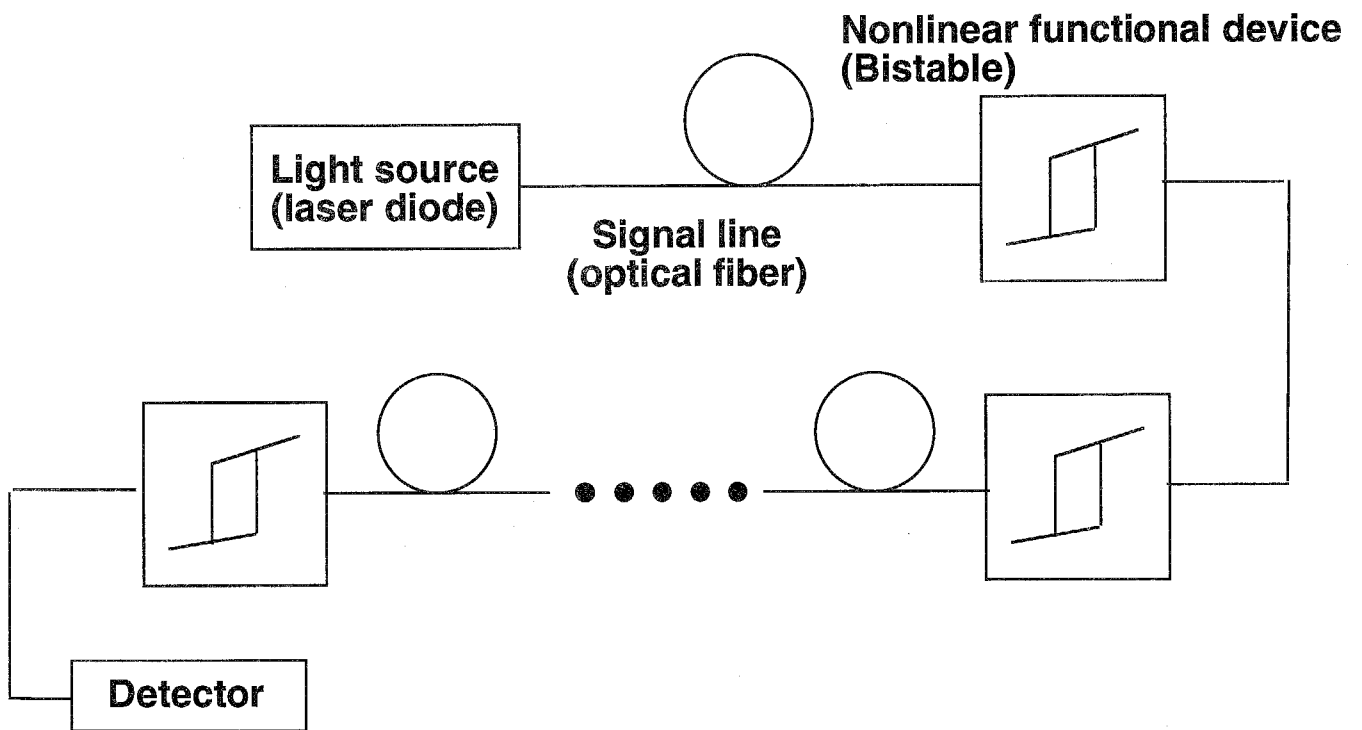 Nonlinear functional device
(Bistable)
Light source
(laser diode)
Signal line
(optical fiber)
Detector